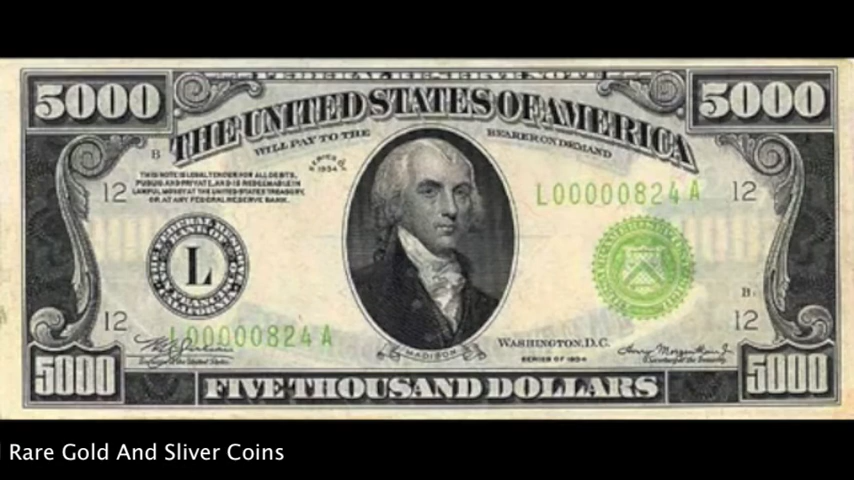 FEDERAL RESERVE NOTE
5000
5000
THE UNITED STATES OF AMERICA
WILL PAY TO THE
BEARER ON DEMAND
B
SERIES OF
1934
THIS NOTE IS LEGAL TENDER FOR ALL DEBTS,
PUBLIC AND PRIVATE, AND IS REDEEMABLE IN
LAWFUL MONEY AT THE UNITED STATES TREASURY,
OR AT ANY FEDERAL RESERVE BANK.
12
L00000824 A
12
L
B
12
12
L00000824 A
WASHINGTON, D.C.
MADISON
SERIES OF 1934
5000
FIVE THOUSAND DOLLARS
5000
Rare Gold And Sliver Coins